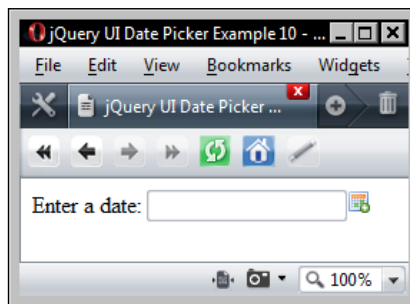 jQuery UI Date Picker Example 10 - ...
File Edit View Bookmarks Widgets
jQuery UI Date Picker ...
Enter a date:
100%